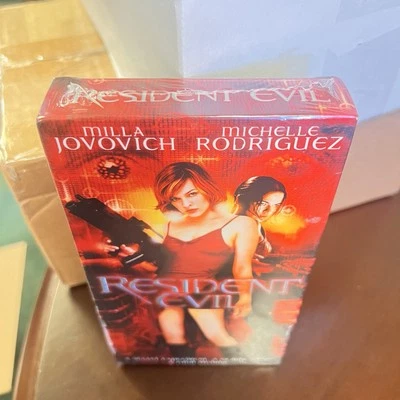 RESIDENT EVIL
MILLA MICHELLE
JOVOVICH RODRIGUEZ
RESIDENT
EVIL